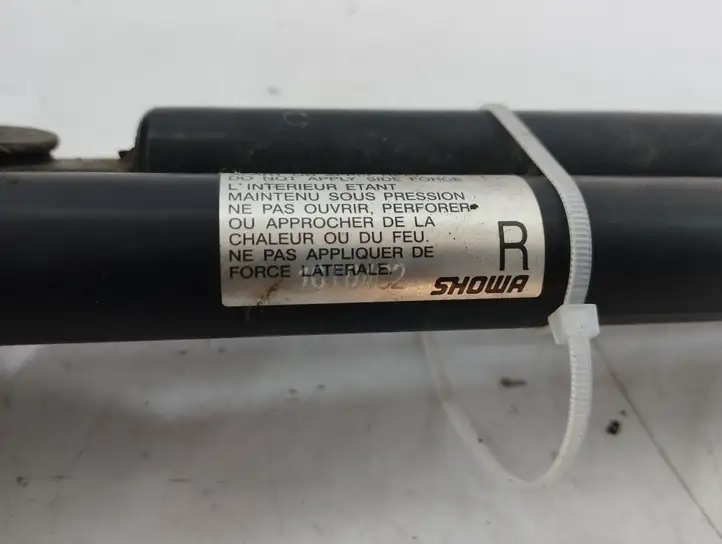 DO NOT APPLY SIDE FORCE
L'INTERIEUR ETANT
MAINTENU SOUS PRESSION
NE PAS OUVRIR, PERFORER
OU APPROCHER DE LA
CHALEUR OU DU FEU.
NE PAS APPLIQUER DE
FORCE LATERALE.
R
SHOWA